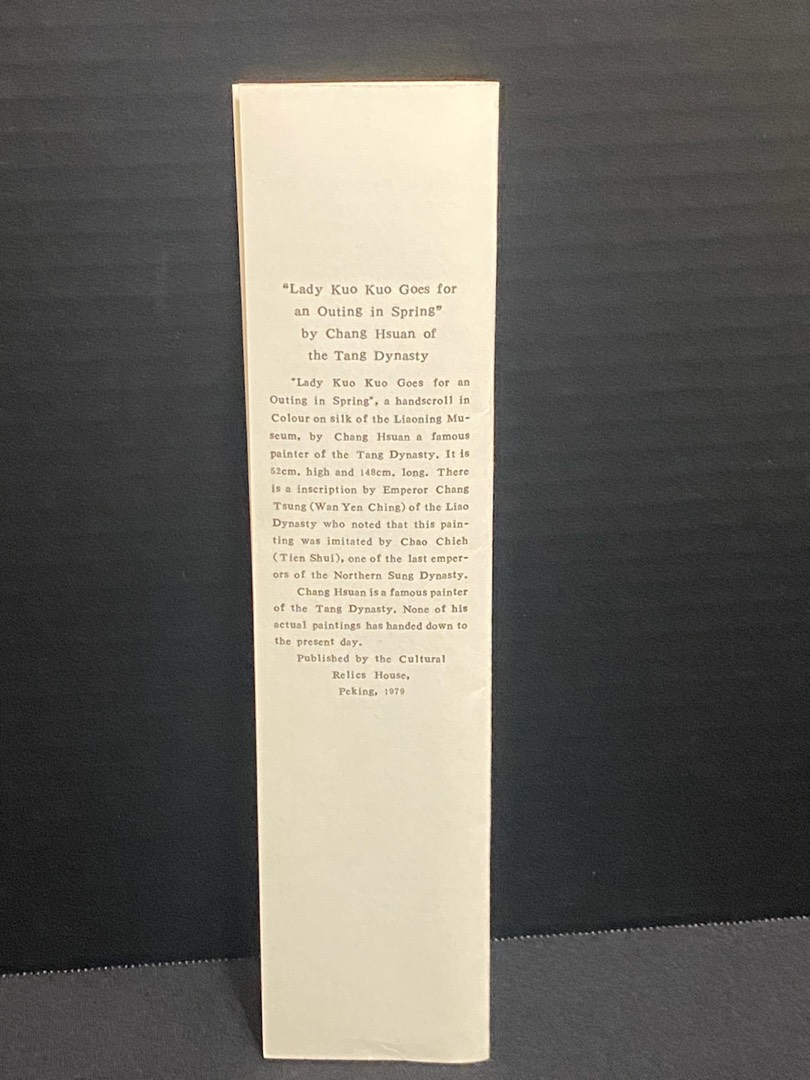 “Lady Kuo Kuo Goes for
an Outing in Spring”
by Chang Hsuan of
the Tang Dynasty
"Lady Kuo Kuo Goes for an
Outing in Spring", a handscroll in
Colour on silk of the Liaoning Mu-
seum, by Chang Hsuan a famous
painter of the Tang Dynasty. It is
52cm. high and 148cm. long. There
is a inscription by Emperor Chang
Tsung (Wan Yen Ching) of the Liao
Dynasty who noted that this pain-
ting was imitated by Chao Chieh
(Tien Shui), one of the last emper-
ors of the Northern Sung Dynasty.
Chang Hsuan is a famous painter
of the Tang Dynasty. None of his
actual paintings has handed down to
the present day.
Published by the Cultural
Relics House,
Peking, 1979